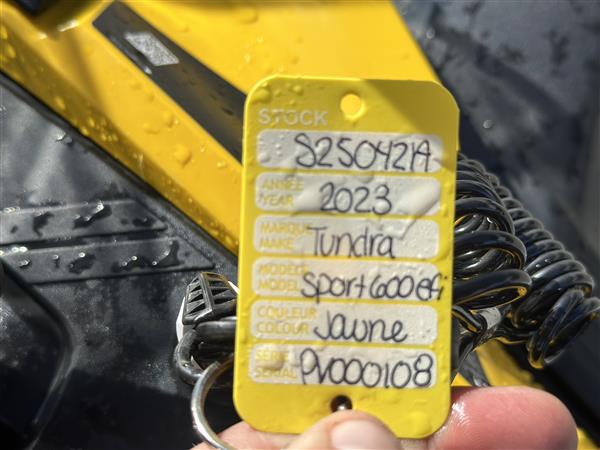 STOCK
S250421A
ANNÉE
YEAR
2023
MARQUE
MAKE
Tundra
MODÈLE
MODEL
Sport 600 efi
COULEUR
COLOUR
Jaune
SÉRIE
SERIAL
PV000108